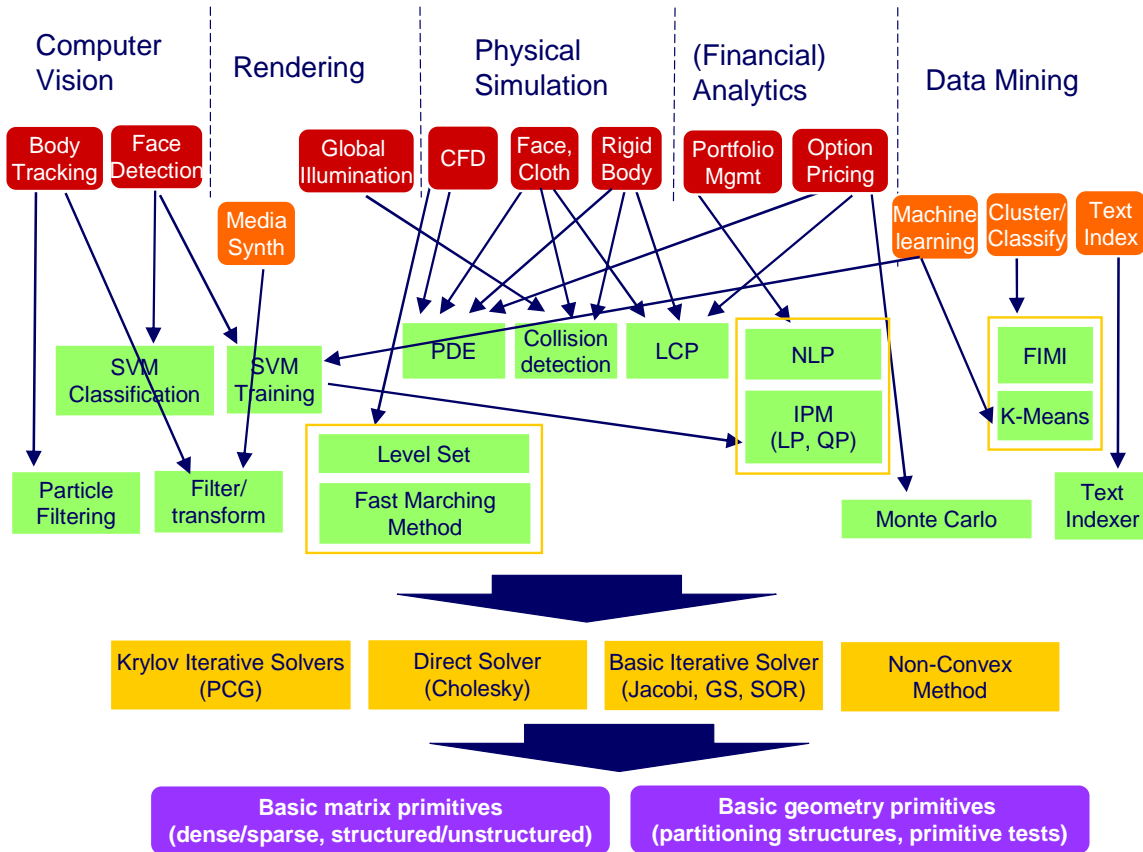 Computer
Vision
Rendering
Physical
Simulation
(Financial)
Analytics
Data Mining
Body
Tracking
Face
Detection
Global
Illumination
CFD
Face,
Cloth
Rigid
Body
Portfolio
Mgmt
Option
Pricing
Media
Synth
Machine
learning
Cluster/
Classify
Text
Index
SVM
Classification
SVM
Training
PDE
Collision
detection
LCP
NLP
FIMI
IPM
(LP, QP)
K-Means
Level Set
Fast Marching
Method
Particle
Filtering
Filter/
transform
Monte Carlo
Text
Indexer
Krylov Iterative Solvers
(PCG)
Direct Solver
(Cholesky)
Basic Iterative Solver
(Jacobi, GS, SOR)
Non-Convex
Method
Basic matrix primitives
(dense/sparse, structured/unstructured)
Basic geometry primitives
(partitioning structures, primitive tests)